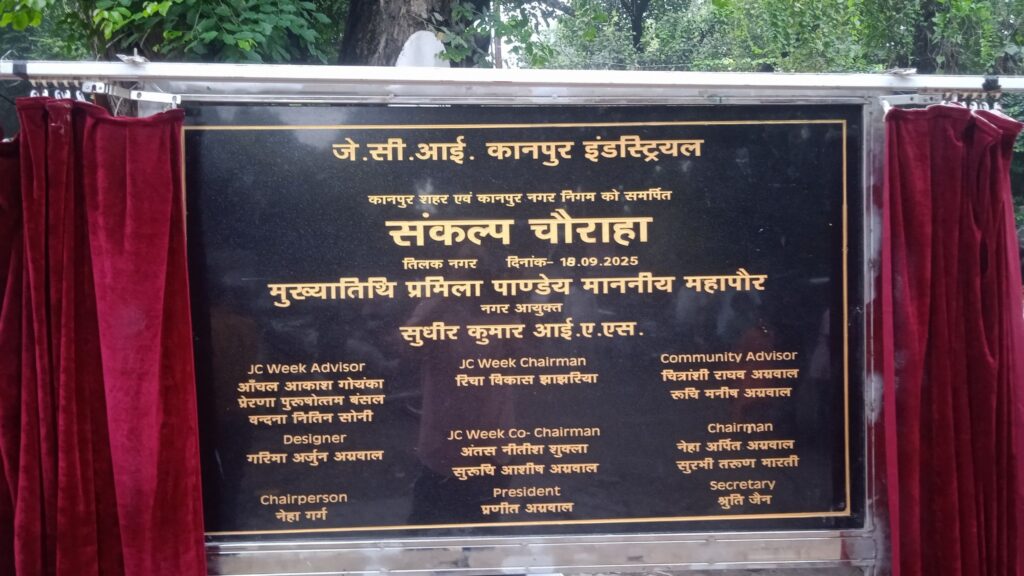 जे.सी.आई. कानपुर इंडस्ट्रियल
कानपुर शहर एवं कानपुर नगर निगम को समर्पित
संकल्प चौराहा
तिलक नगर दिनांक- 18.09.2025
मुख्यातिथि प्रमिला पाण्डेय माननीय महापौर
नगर आयुक्त
सुधीर कुमार आई.ए.एस.
JC Week Advisor
आँचल आकाश गोयंका
प्रेरणा पुरूषोत्तम बंसल
वन्दना नितिन सोनी
Designer
गरिमा अर्जुन अग्रवाल
Chairperson
नेहा गर्ग
JC Week Chairman
रिचा विकास झाझरिया
JC Week Co- Chairman
अंतस नीतीश शुक्ला
सुरूचि आशीष अग्रवाल
President
प्रणीत अग्रवाल
Community Advisor
चित्रांशी राघव अग्रवाल
रूचि मनीष अग्रवाल
Chairman
नेहा अर्पित अग्रवाल
सुरभी तरूण भारती
Secretary
श्रुति जैन